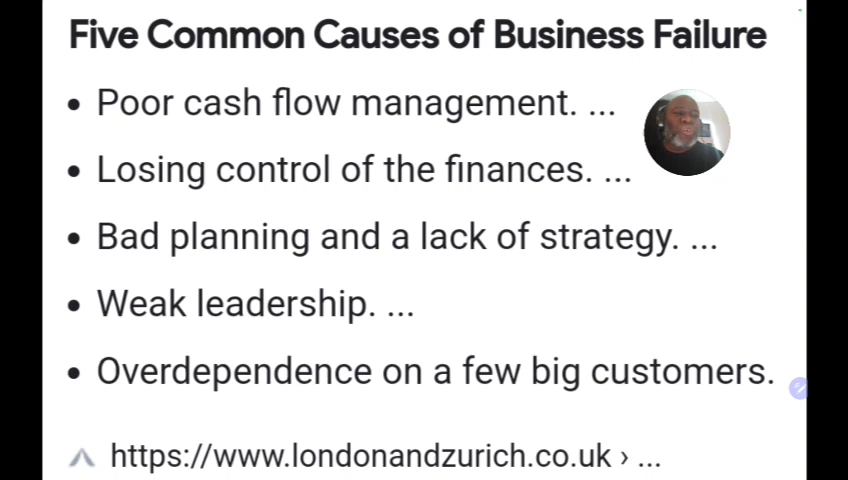 Five Common Causes of Business Failure
• Poor cash flow management. ...
• Losing control of the finances. ...
• Bad planning and a lack of strategy. ...
• Weak leadership. ...
• Overdependence on a few big customers.
https://www.londonandzurich.co.uk › ...